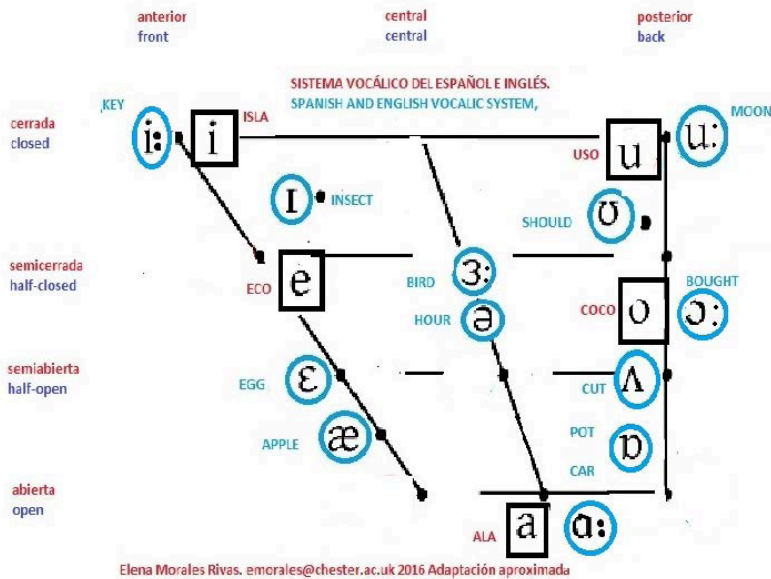 anterior central posterior
front central back
SISTEMA VOCÁLICO DEL ESPAÑOL E INGLÉS.
SPANISH AND ENGLISH VOCALIC SYSTEM,
KEY ISLA MOON
cerrada i: i u u:
closed USO
ɪ INSECT SHOULD ʊ
semicerrada
half-closed ECO e BIRD ɜ: BOUGHT
HOUR ə COCO o ɔ:
semiabierta
half-open EGG ɛ CUT ʌ
APPLE æ POT ɒ
CAR
abierta
open
ALA a ɑ:
Elena Morales Rivas. emorales@chester.ac.uk 2016 Adaptación aproximada